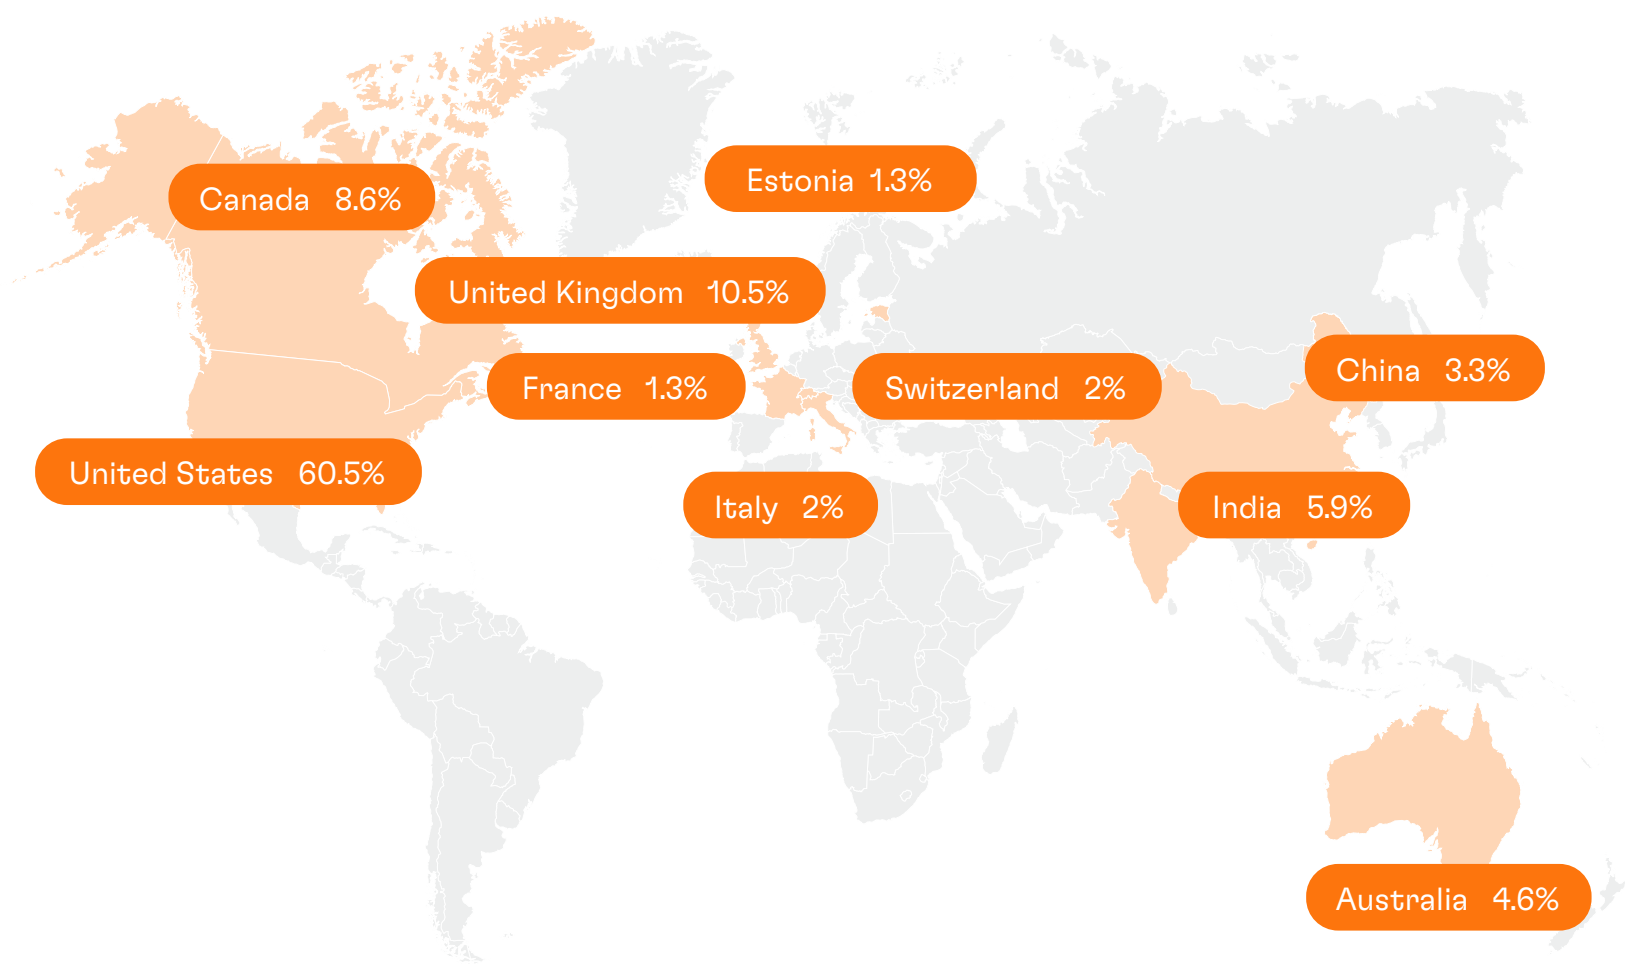 Estonia 1.3%
Canada 8.6%
United Kingdom 10.5%
China 3.3%
France 1.3%
Switzerland 2%
United States 60.5%
Italy 2%
India 5.9%
Australia 4.6%